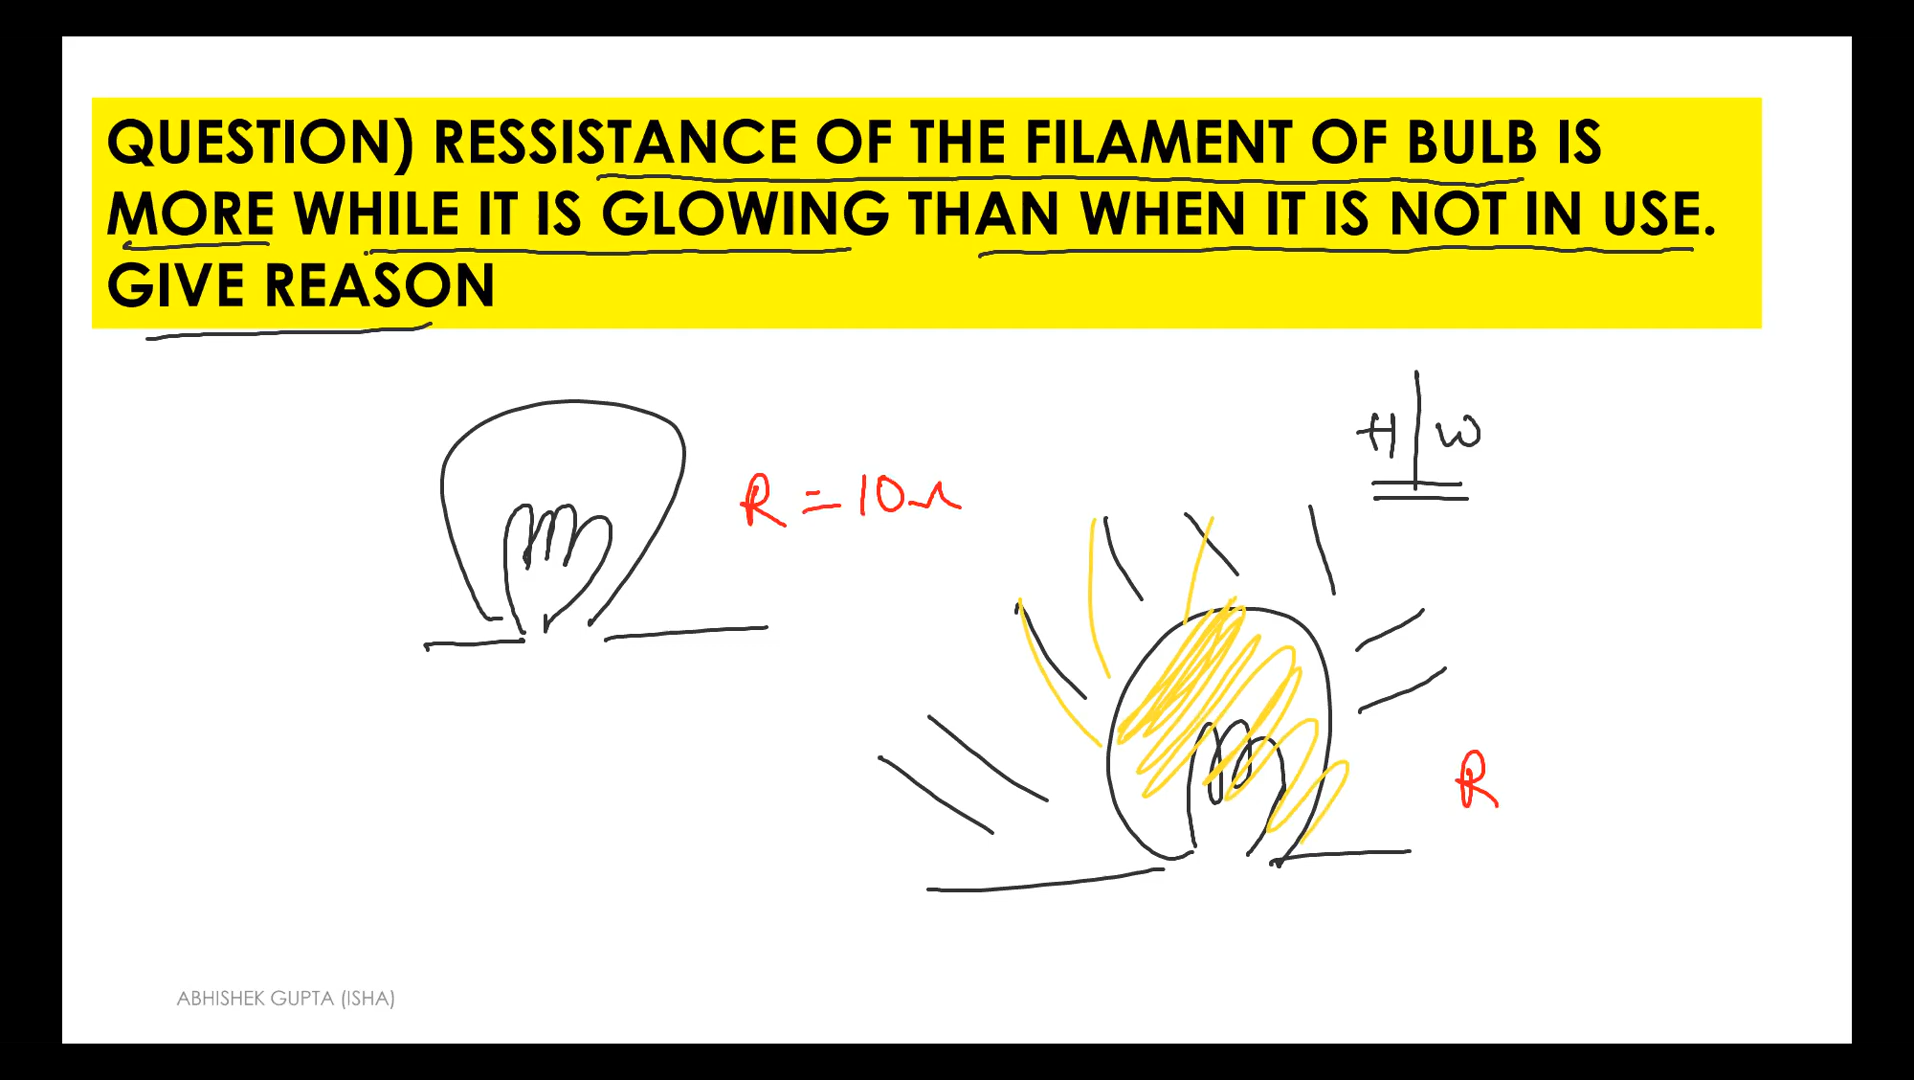 QUESTION) RESSISTANCE OF THE FILAMENT OF BULB IS
MORE WHILE IT IS GLOWING THAN WHEN IT IS NOT IN USE.
GIVE REASON
H|W
R = 10Ω
R
ABHISHEK GUPTA (ISHA)